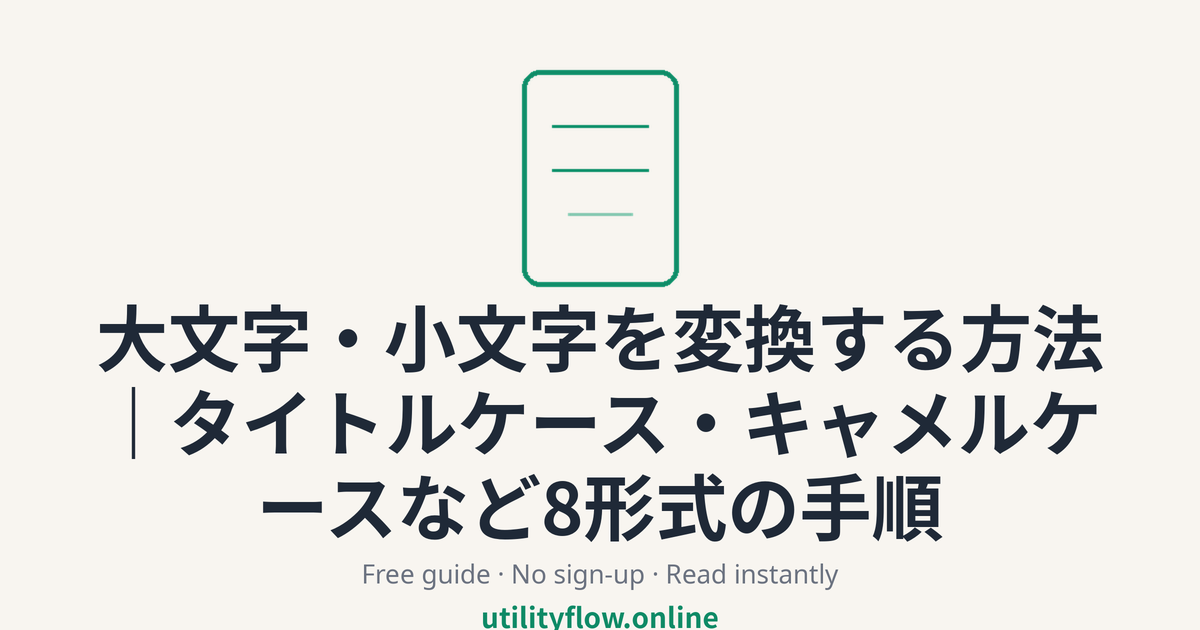 大文字・小文字を変換する方法
｜タイトルケース・キャメルケ
ースなど8形式の手順
Free guide · No sign-up · Read instantly
utilityflow.online